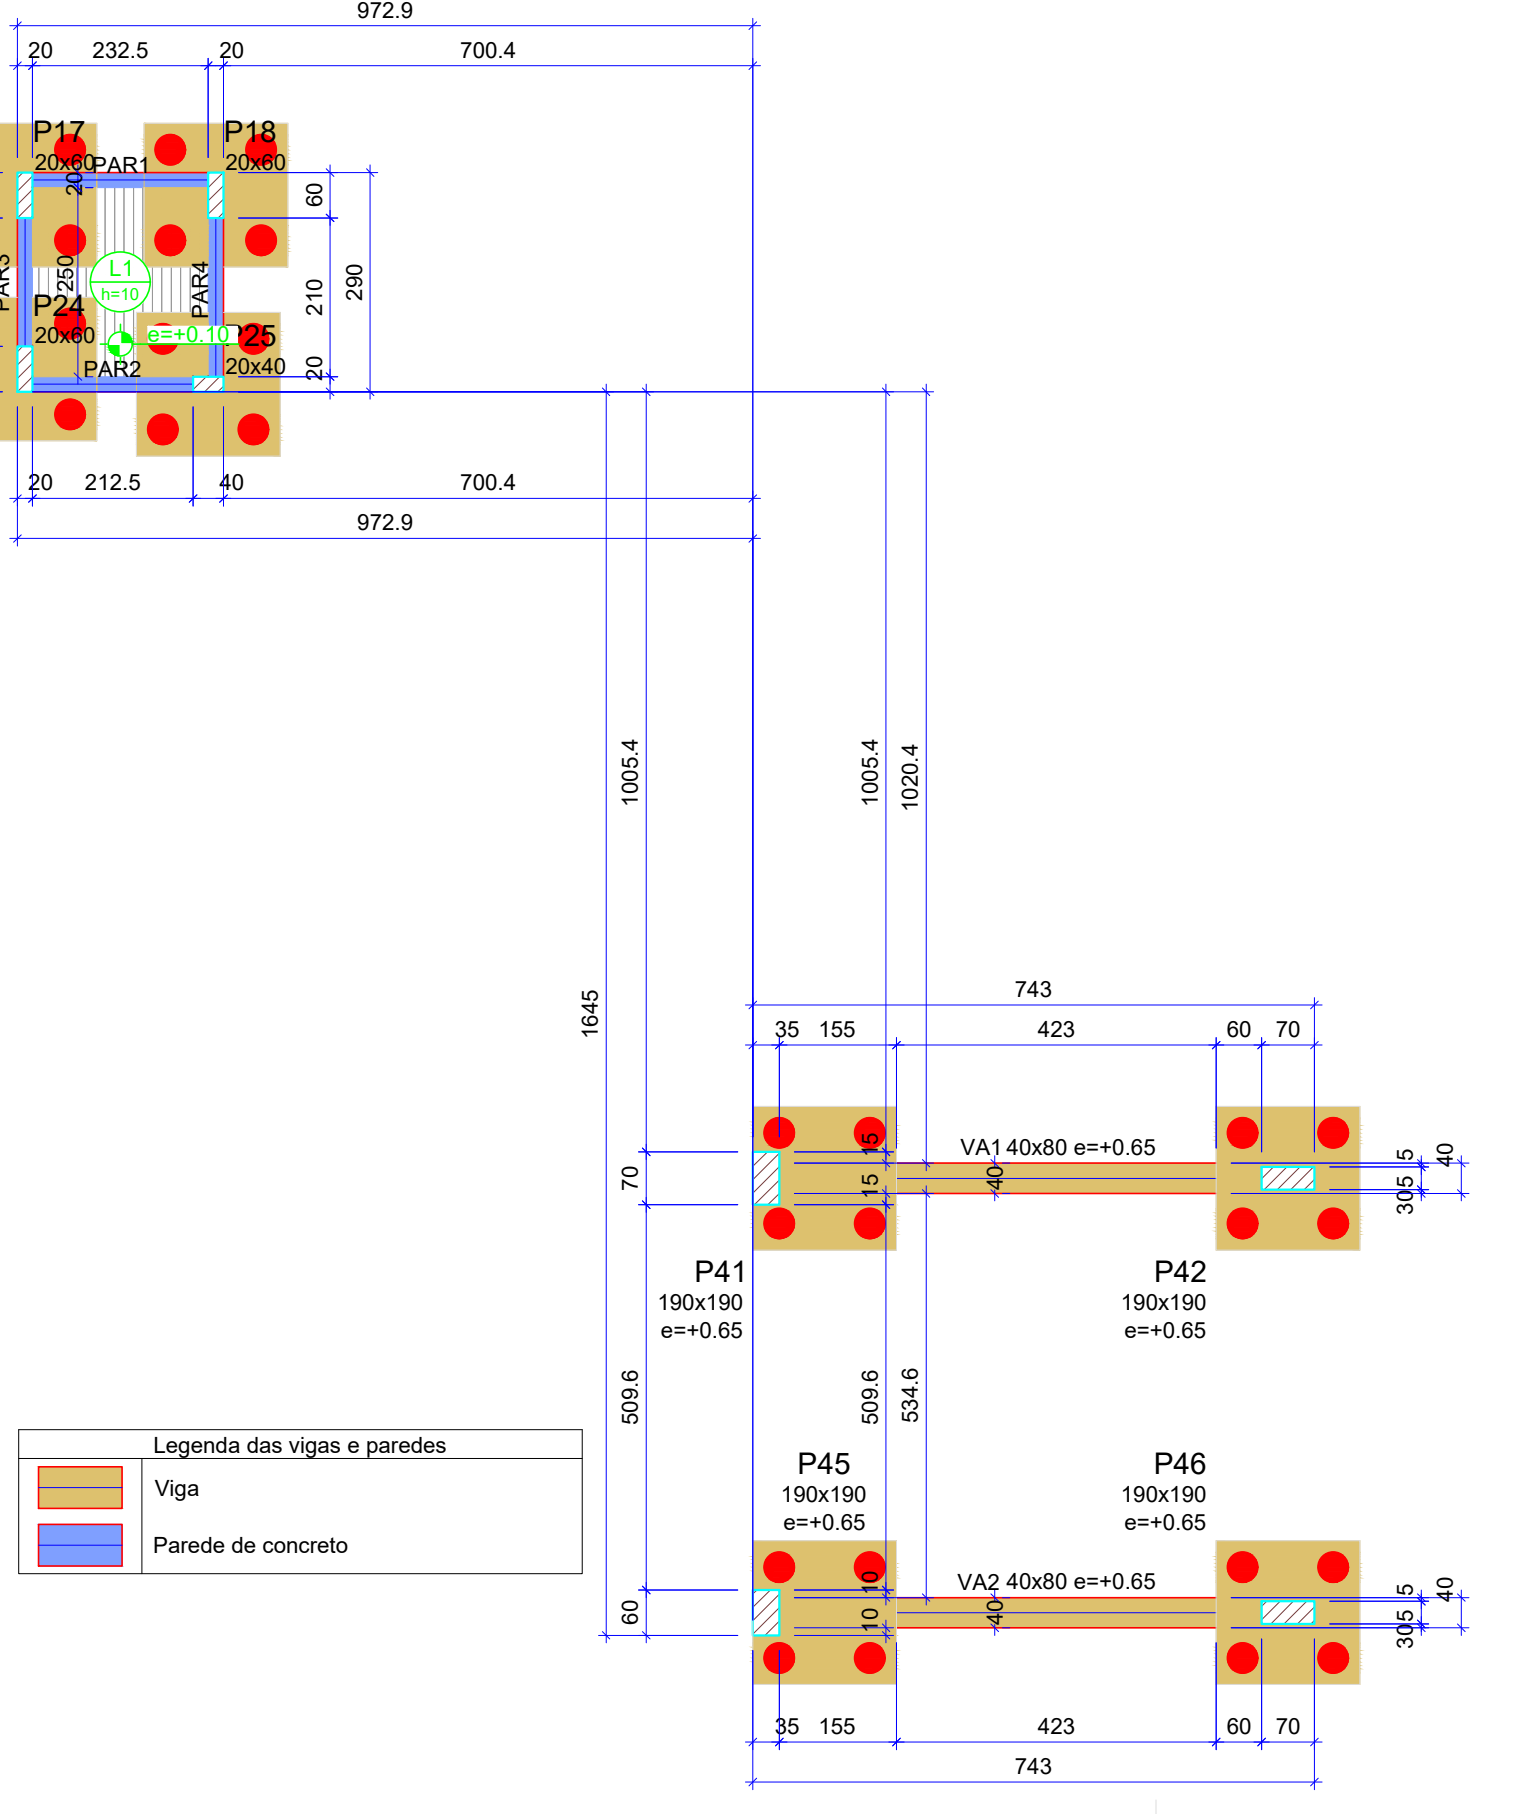 972.9
20 232.5 20 700.4
P17 P18
20x60 PAR1 20x60
20
60
L1
h=10
250
PAR3
PAR4
210
290
P24
20x60 e=+0.10 P25
PAR2 20x40
20
20 212.5 40 700.4
972.9
1005.4
1005.4
1020.4
1645
743
35 155 423 60 70
15
VA1 40x80 e=+0.65
5
40
70
15
40
30
5
P41 P42
190x190 190x190
e=+0.65 e=+0.65
509.6
509.6
534.6
Legenda das vigas e paredes
Viga
Parede de concreto
P45 P46
190x190 190x190
e=+0.65 e=+0.65
10
VA2 40x80 e=+0.65
5
40
60
10
40
30
5
35 155 423 60 70
743